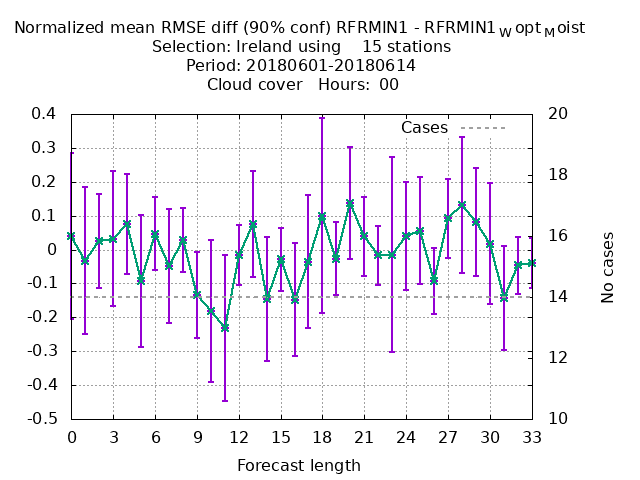 Normalized mean RMSE diff (90% conf) RFRMIN1 - RFRMIN1WoptMoist
Selection: Ireland using 15 stations
Period: 20180601-20180614
Cloud cover Hours: 00
0.4 20
Cases
0.3
0.2 18
0.1
0 16
-0.1
-0.2 14
-0.3
-0.4 12
-0.5 10
No cases
0 3 6 9 12 15 18 21 24 27 30 33
Forecast length